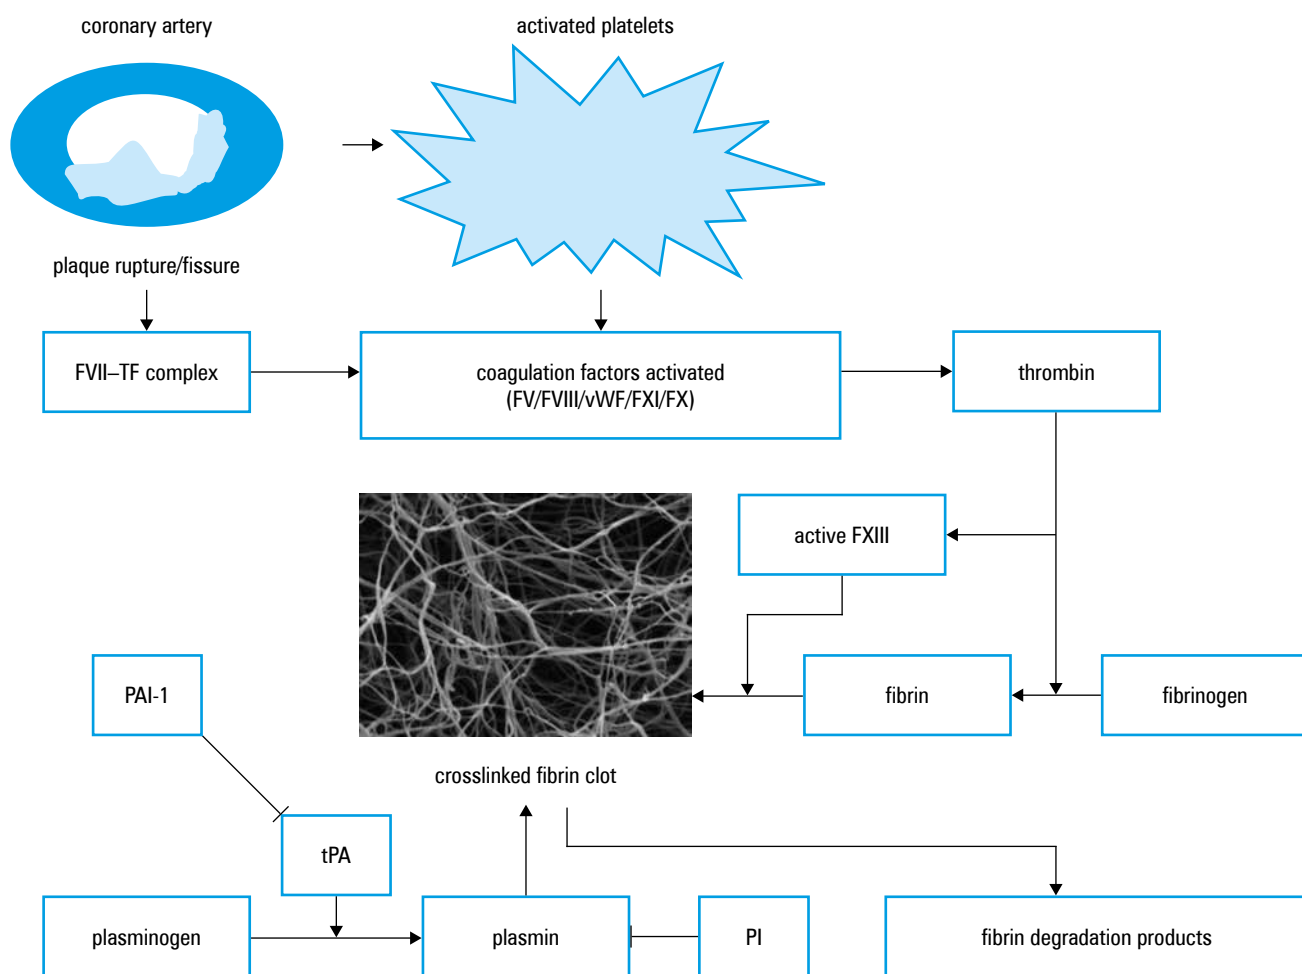 coronary artery
activated platelets
plaque rupture/fissure
FVII–TF complex
coagulation factors activated
(FV/FVIII/vWF/FXI/FX)
thrombin
active FXIII
PAI-1
fibrin
fibrinogen
crosslinked fibrin clot
tPA
plasminogen
plasmin
PI
fibrin degradation products